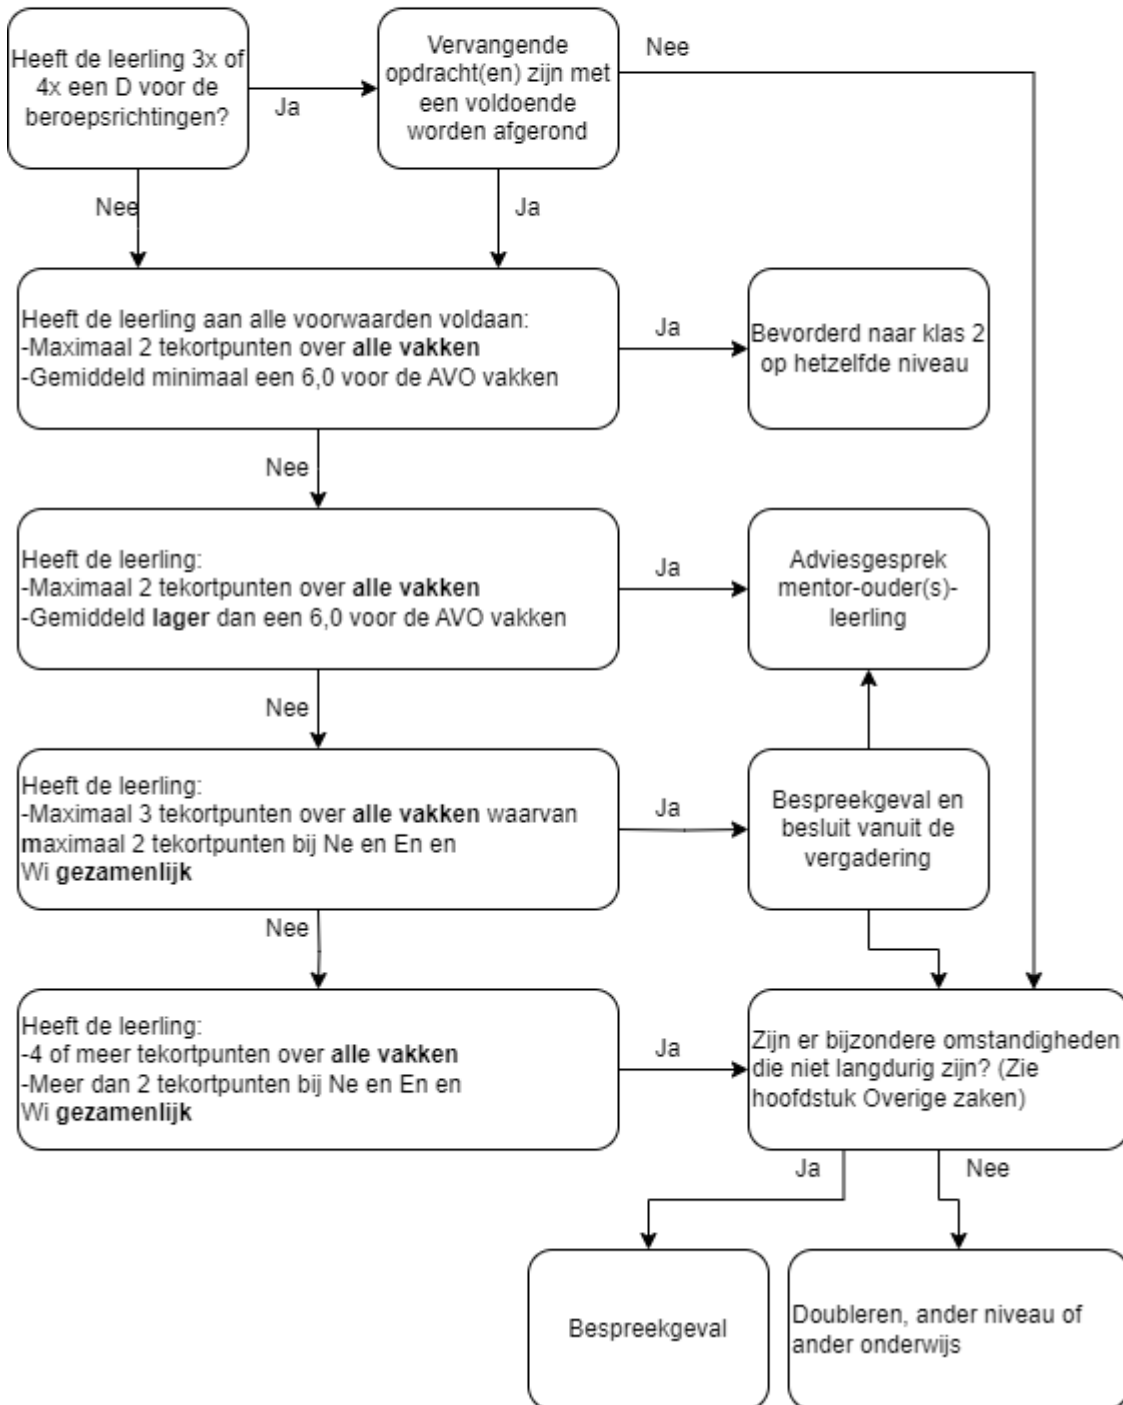 Heeft de leerling 3x of
4x een D voor de
beroepsrichtingen?
Ja
Vervangende
opdracht(en) zijn met
een voldoende
worden afgerond
Nee
Nee
Ja
Heeft de leerling aan alle voorwaarden voldaan:
-Maximaal 2 tekortpunten over alle vakken
-Gemiddeld minimaal een 6,0 voor de AVO vakken
Ja
Bevorderd naar klas 2
op hetzelfde niveau
Nee
Heeft de leerling:
-Maximaal 2 tekortpunten over alle vakken
-Gemiddeld lager dan een 6,0 voor de AVO vakken
Ja
Adviesgesprek
mentor-ouder(s)-
leerling
Nee
Heeft de leerling:
-Maximaal 3 tekortpunten over alle vakken waarvan
maximaal 2 tekortpunten bij Ne en En en
Wi gezamenlijk
Ja
Bespreekgeval en
besluit vanuit de
vergadering
Nee
Heeft de leerling:
-4 of meer tekortpunten over alle vakken
-Meer dan 2 tekortpunten bij Ne en En en
Wi gezamenlijk
Ja
Zijn er bijzondere omstandigheden
die niet langdurig zijn? (Zie
hoofdstuk Overige zaken)
Ja
Nee
Bespreekgeval
Doubleren, ander niveau of
ander onderwijs